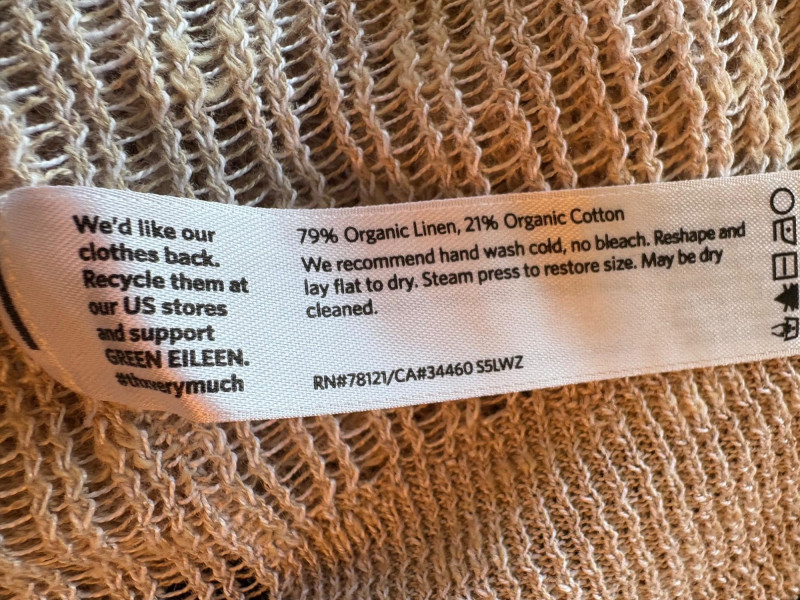 We'd like our
clothes back.
Recycle them at
our US stores
and support
GREEN EILEEN.
#thxverymuch
79% Organic Linen, 21% Organic Cotton
We recommend hand wash cold, no bleach. Reshape and
lay flat to dry. Steam press to restore size. May be dry
cleaned.
RN#78121/CA#34460 S5LWZ